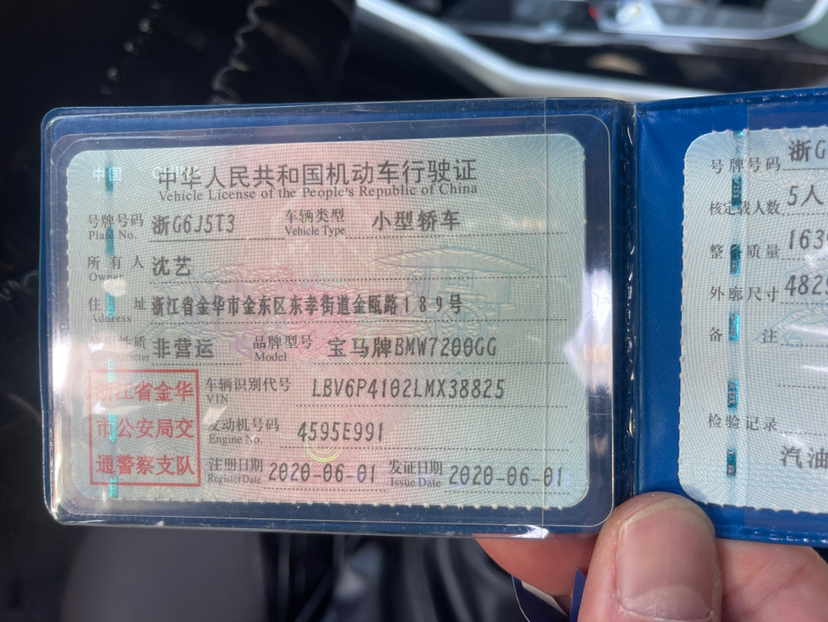 中国 CHINA
中华人民共和国机动车行驶证
Vehicle License of the People's Republic of China
号牌号码 浙G6J5T3 车辆类型 小型轿车
Plate No. Vehicle Type
所有人 沈艺
Owner
住 址 浙江省金华市金东区东孝街道金瓯路189号
Address
性质 非营运 品牌型号 宝马牌BMW7200GG
Character Model
浙江省金华
市公安局交
通警察支队
车辆识别代号 LBV6P4102LMX38825
VIN
发动机号码 4595E991
Engine No.
注册日期 2020-06-01 发证日期 2020-06-01
Register Date Issue Date
号牌号码 浙G
核定载人数 5人
整备质量 163
外廓尺寸 4825
备 注
检验记录
汽油